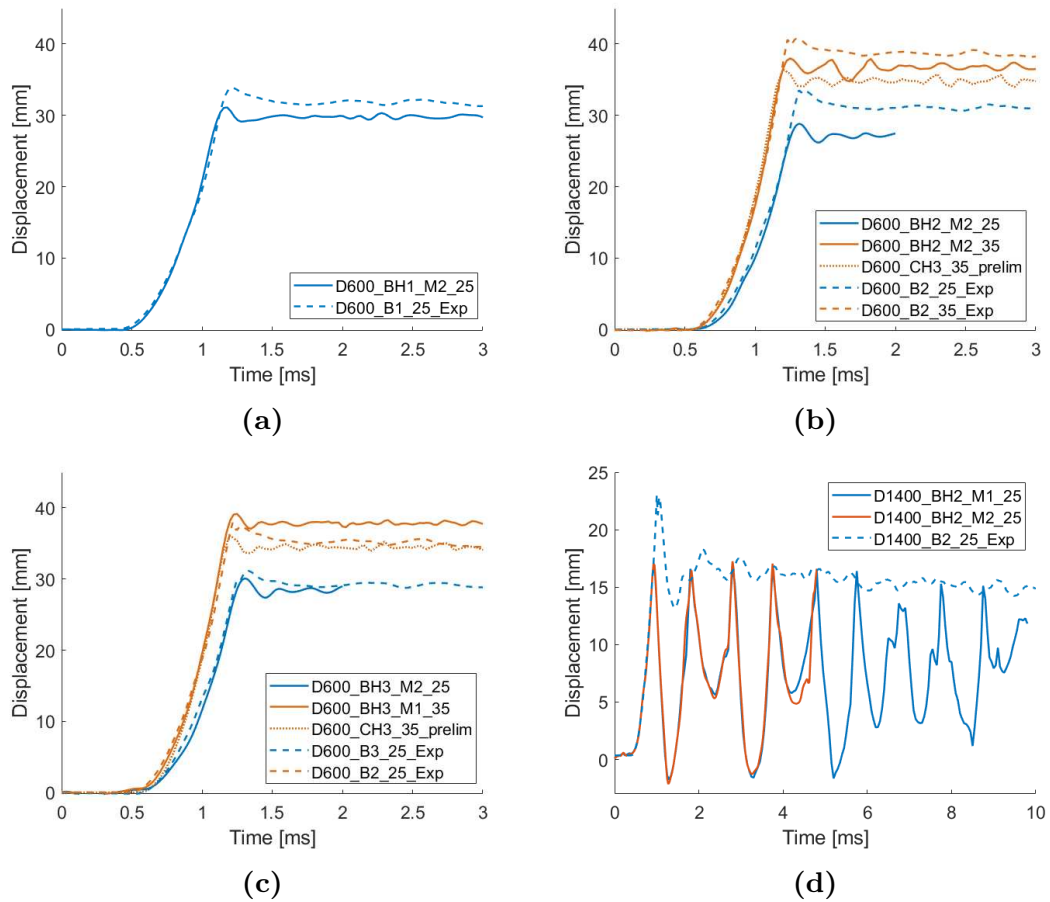 40
30
20
10
0
Displacement [mm]
D600_BH1_M2_25
D600_B1_25_Exp
0 0.5 1 1.5 2 2.5 3
Time [ms]
(a)
40
30
20
10
0
Displacement [mm]
D600_BH2_M2_25
D600_BH2_M2_35
D600_CH3_35_prelim
D600_B2_25_Exp
D600_B2_35_Exp
0 0.5 1 1.5 2 2.5 3
Time [ms]
(b)
40
30
20
10
0
Displacement [mm]
D600_BH3_M2_25
D600_BH3_M1_35
D600_CH3_35_prelim
D600_B3_25_Exp
D600_B2_25_Exp
0 0.5 1 1.5 2 2.5 3
Time [ms]
(c)
25
20
15
10
5
0
Displacement [mm]
D1400_BH2_M1_25
D1400_BH2_M2_25
D1400_B2_25_Exp
0 2 4 6 8 10
Time [ms]
(d)